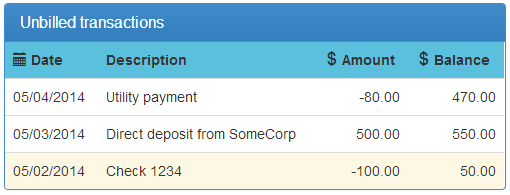 Unbilled transactions
Date Description $ Amount $ Balance
05/04/2014 Utility payment -80.00 470.00
05/03/2014 Direct deposit from SomeCorp 500.00 550.00
05/02/2014 Check 1234 -100.00 50.00